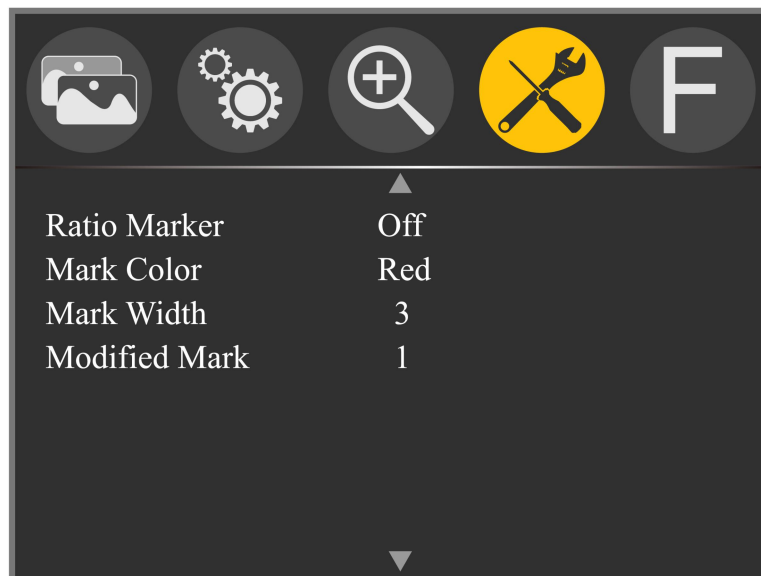 F
Ratio Marker Off
Mark Color Red
Mark Width 3
Modified Mark 1